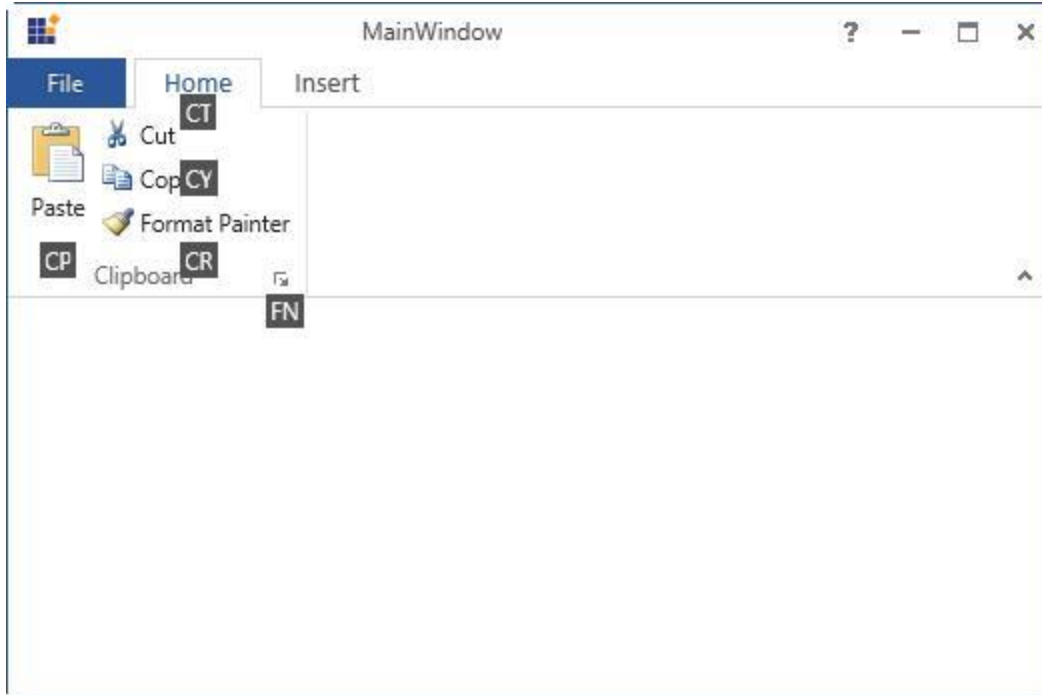 MainWindow ?
File Home Insert
CT
Cut
Cop CY
Paste
Format Painter
CP CR
Clipboard
FN